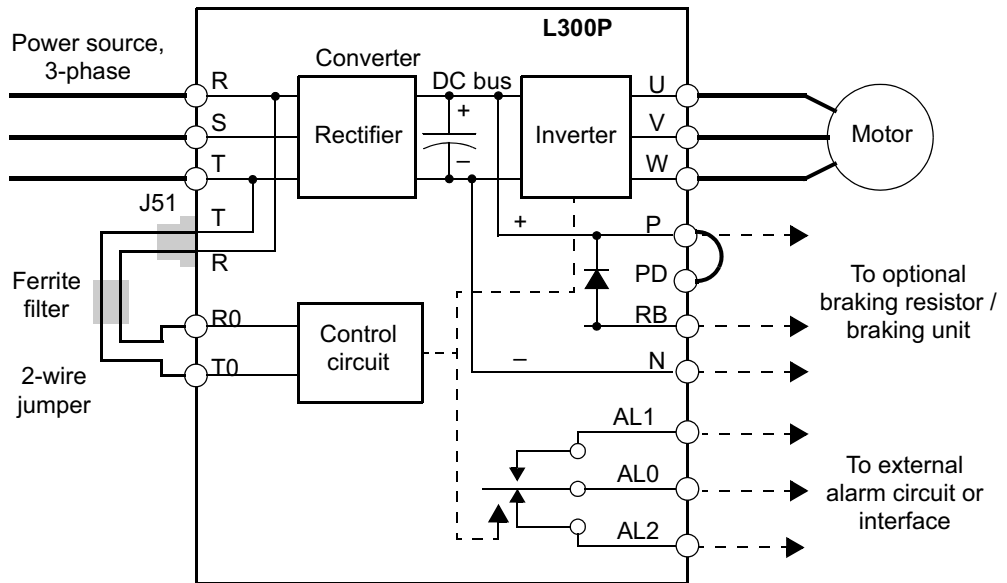 L300P
Power source,
3-phase
Converter
DC bus
R
S
T
Rectifier
+
–
Inverter
U
V
W
Motor
J51
T
R
+
P
PD
RB
–
N
To optional
braking resistor /
braking unit
Ferrite
filter
R0
T0
Control
circuit
2-wire
jumper
AL1
AL0
AL2
To external
alarm circuit or
interface